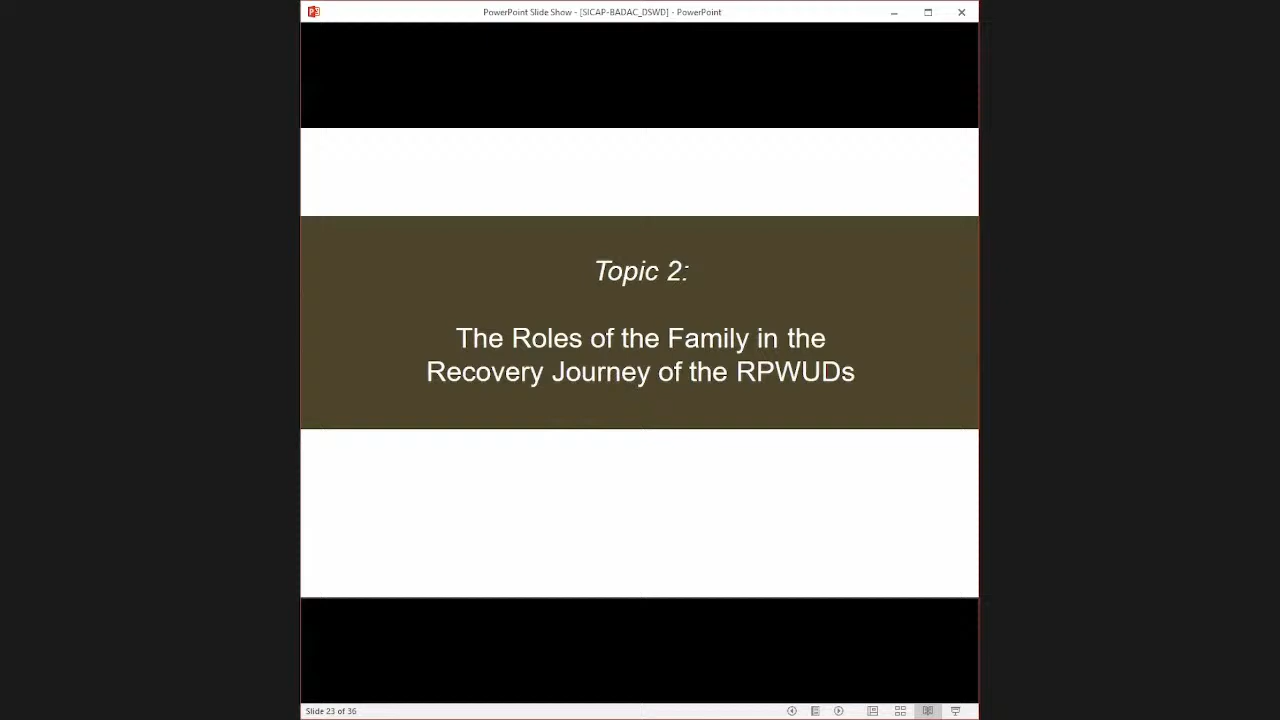 PowerPoint Slide Show - [SICAP-BADAC_DSWD] - PowerPoint
Topic 2:
The Roles of the Family in the
Recovery Journey of the RPWUDs
Slide 23 of 36